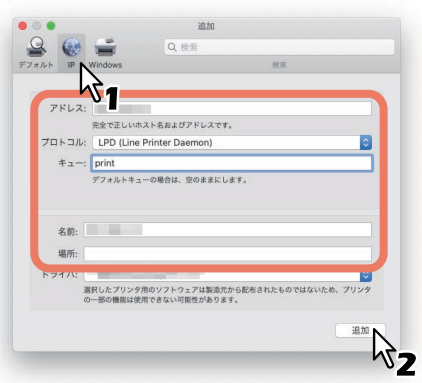 追加
検索
デフォルト IP Windows
検索
1
アドレス:
完全で正しいホスト名およびアドレスです。
プロトコル: LPD (Line Printer Daemon)
キュー: print
デフォルトキューの場合は、空のままにします。
名前:
場所:
ドライバ:
選択したプリンタ用のソフトウェアは製造元から配布されたものではないため、プリンタ
の一部の機能は使用できない可能性があります。
追加
2